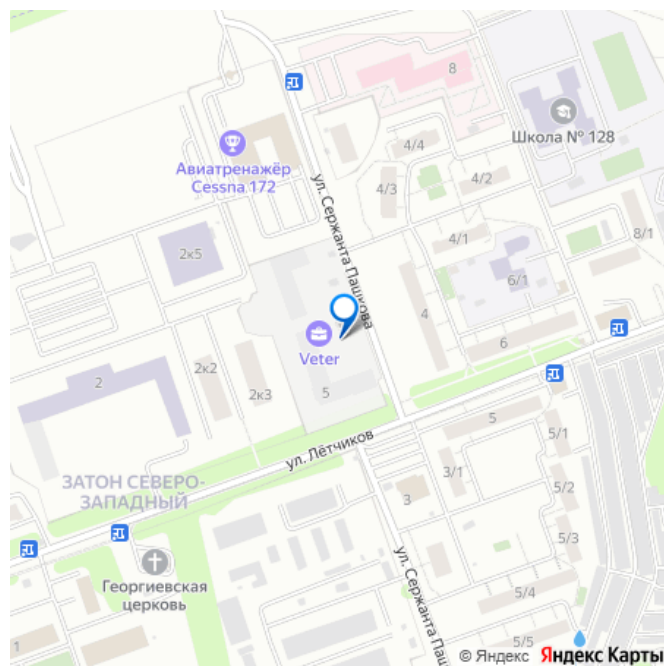 8
Школа № 128
4/4
Авиатренажёр
Cessna 172
ул. Сержанта Пашкова
4/3
4/2
8/1
4/1
2к5
6/1
4
Veter
6
2к2
2
2к3
5
5
ул. Лётчиков
5/1
3/1
ЗАТОН СЕВЕРО-
ЗАПАДНЫЙ
5/2
3
5/3
ул. Сержанта Паш
Георгиевская
церковь
5/4
1
5/5
© Яндекс Яндекс Карты